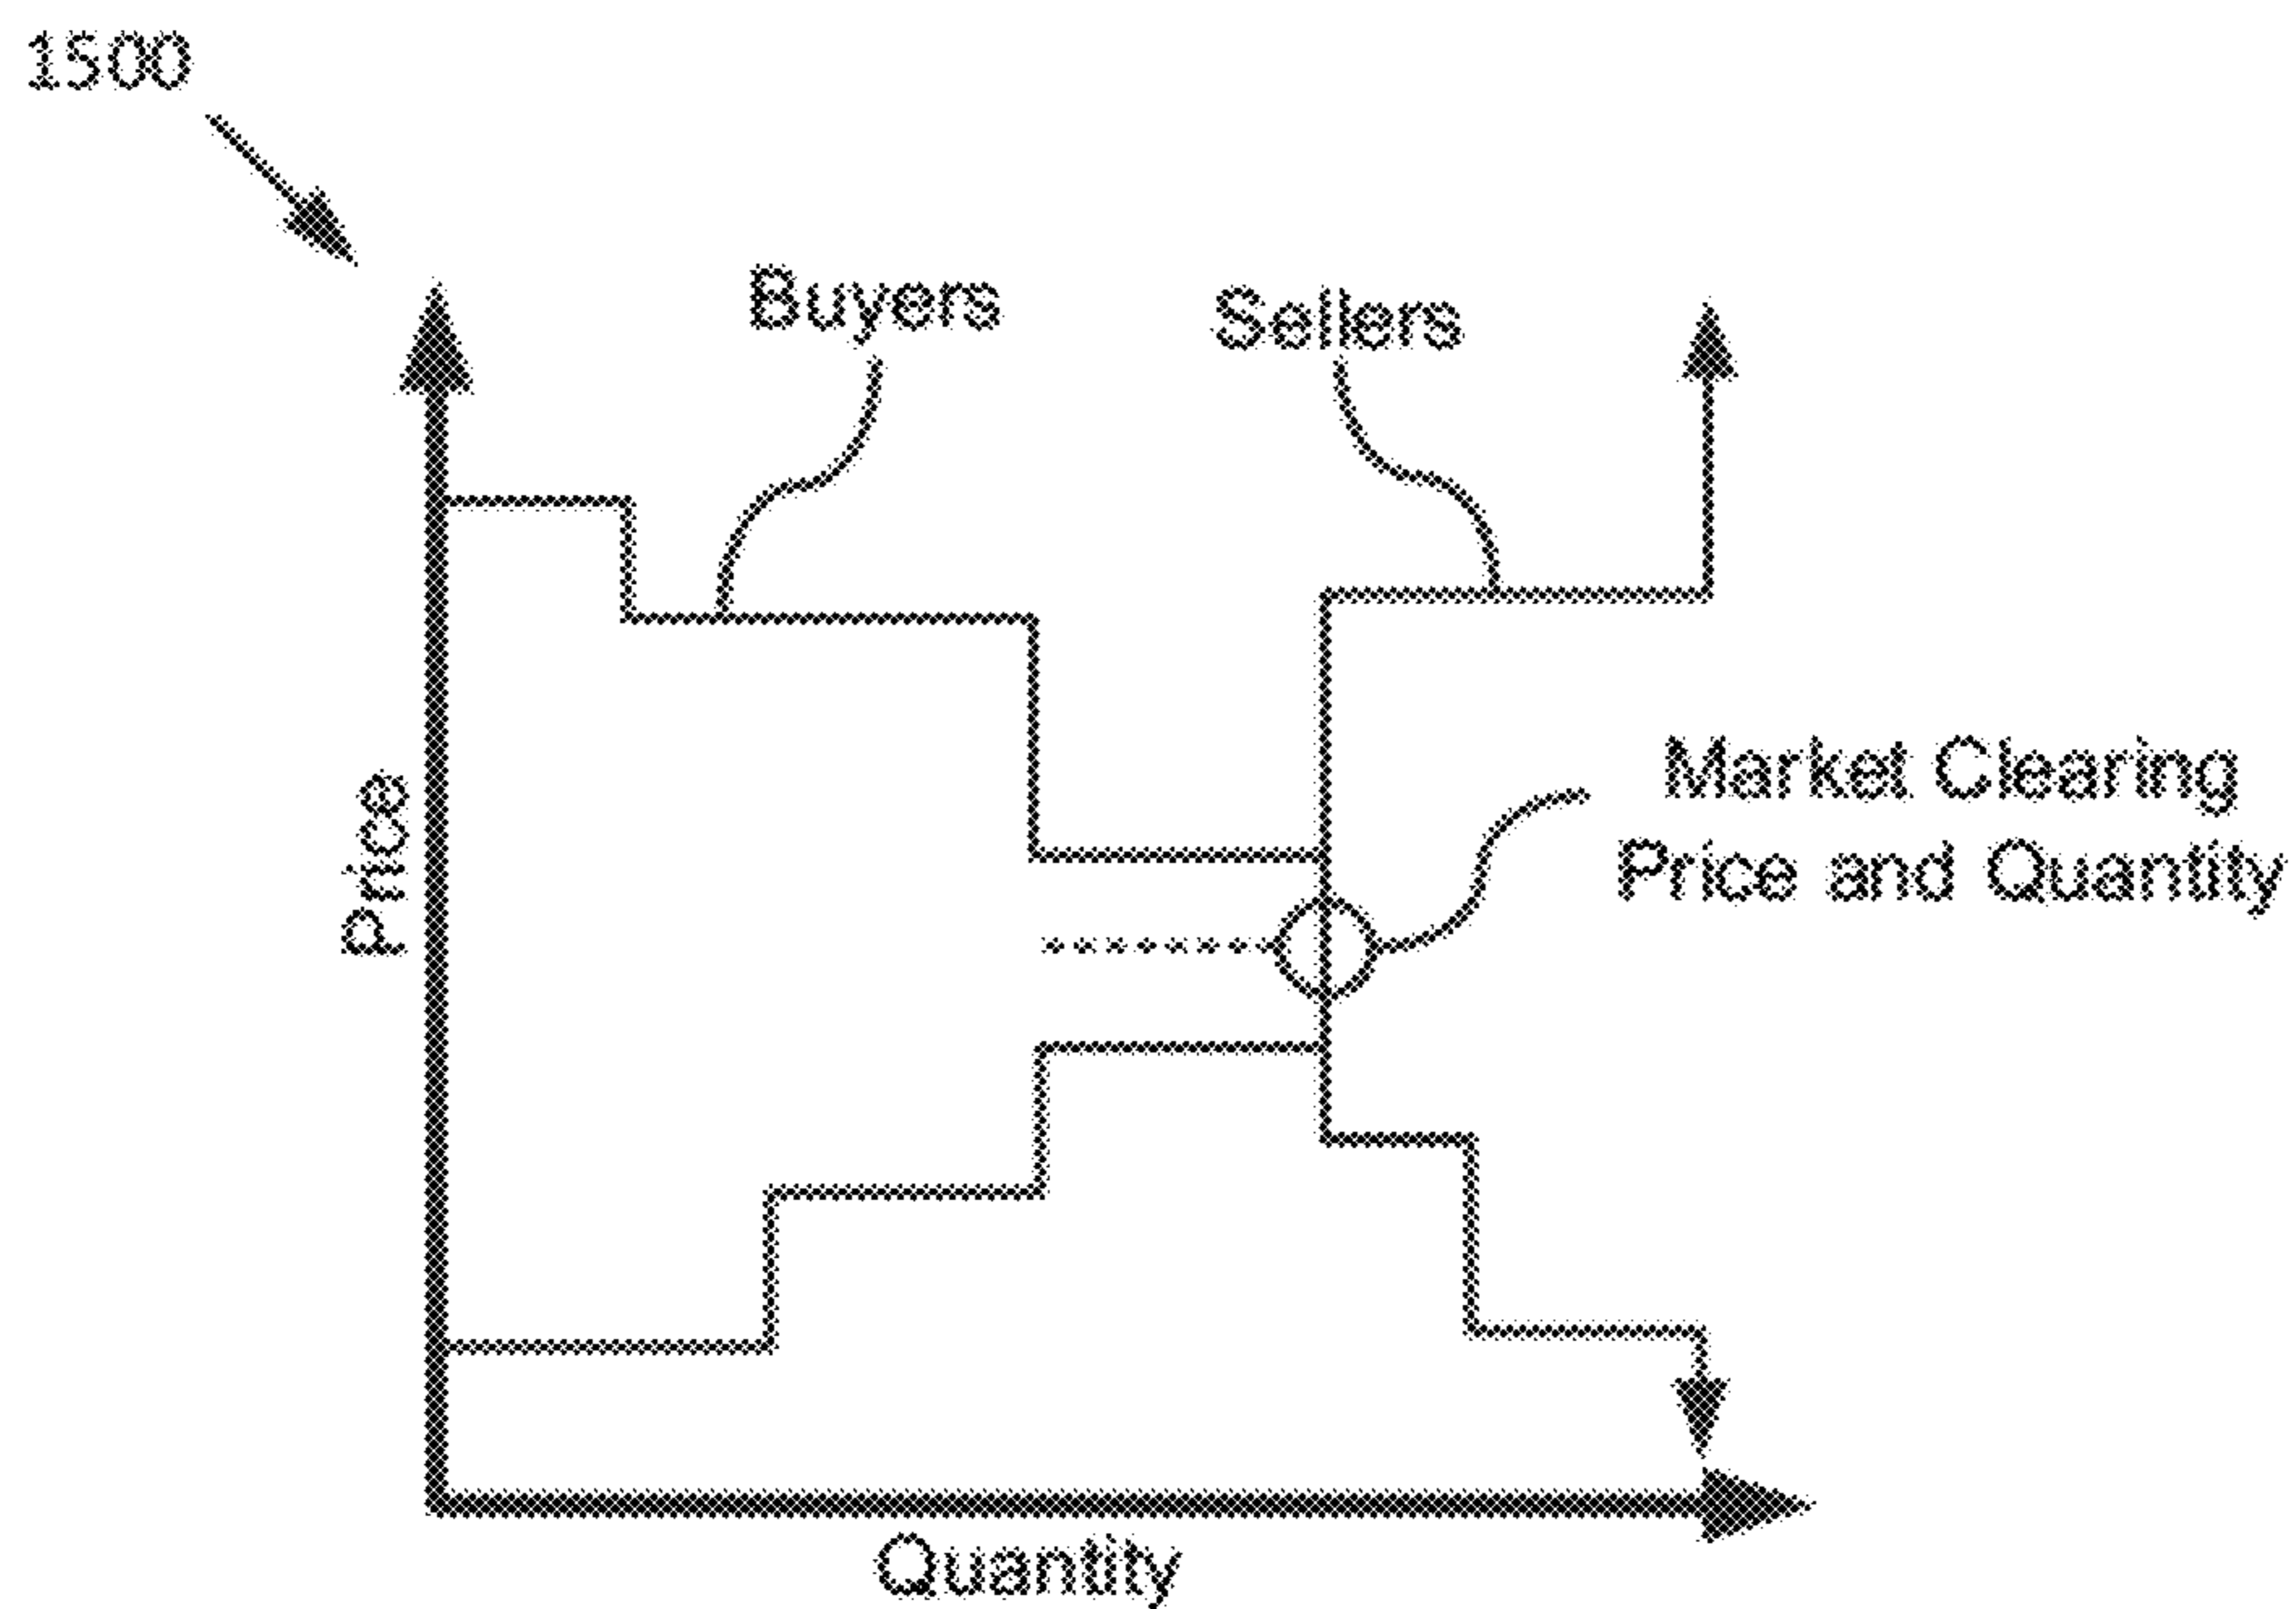 1500
Buyers
Sellers
Market Clearing
Price and Quantity
Price
Quantity